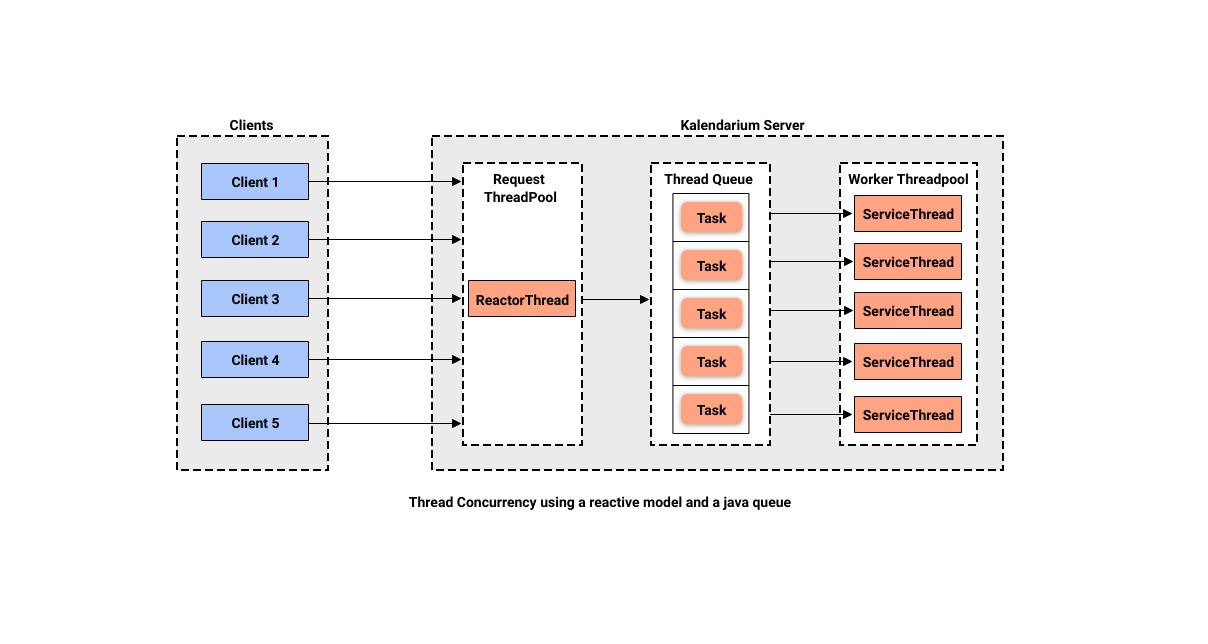 Clients
Client 1
Client 2
Client 3
Client 4
Client 5
Kalendarium Server
Request
ThreadPool
ReactorThread
Thread Queue
Task
Task
Task
Task
Task
Worker Threadpool
ServiceThread
ServiceThread
ServiceThread
ServiceThread
ServiceThread
Thread Concurrency using a reactive model and a java queue